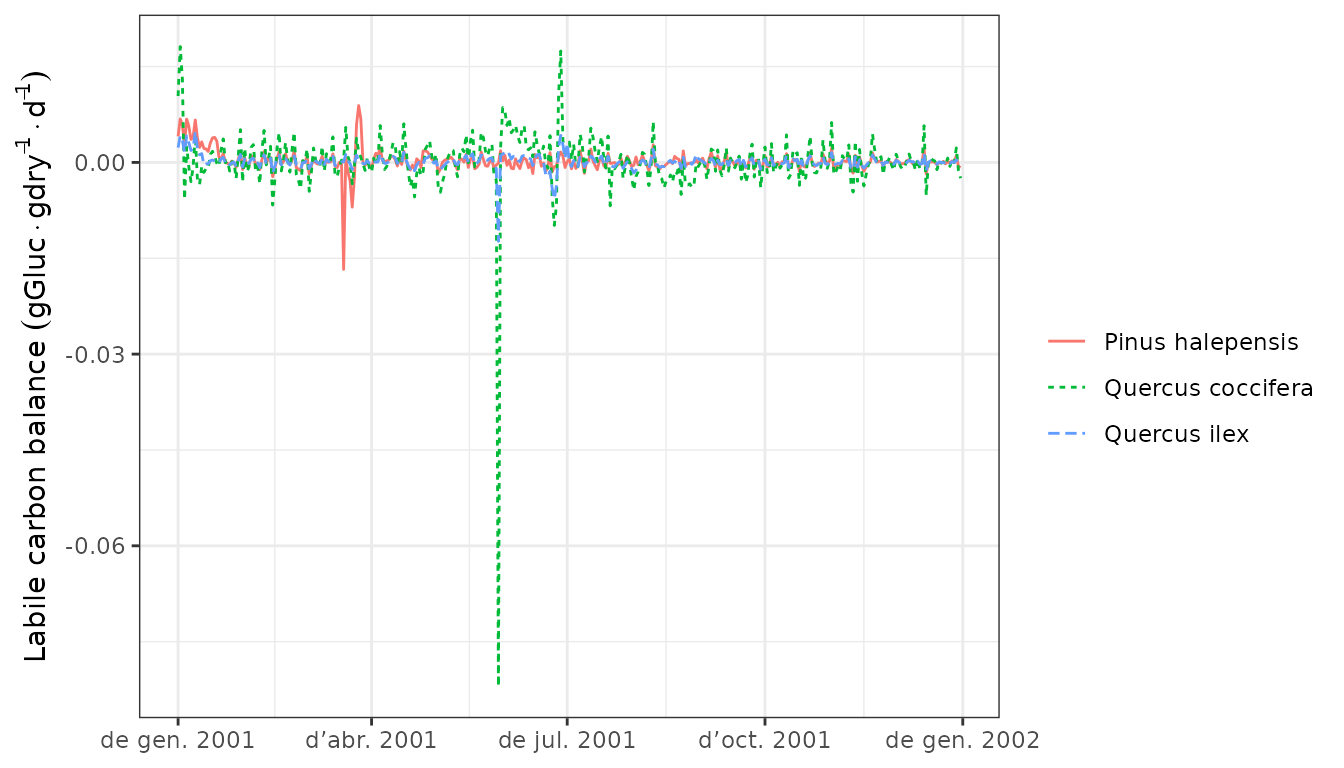 Labile carbon balance (gGluc · gdry⁻¹ · d⁻¹)
0.00
-0.03
-0.06
de gen. 2001 d’abr. 2001 de jul. 2001 d’oct. 2001 de gen. 2002
Pinus halepensis
Quercus coccifera
Quercus ilex